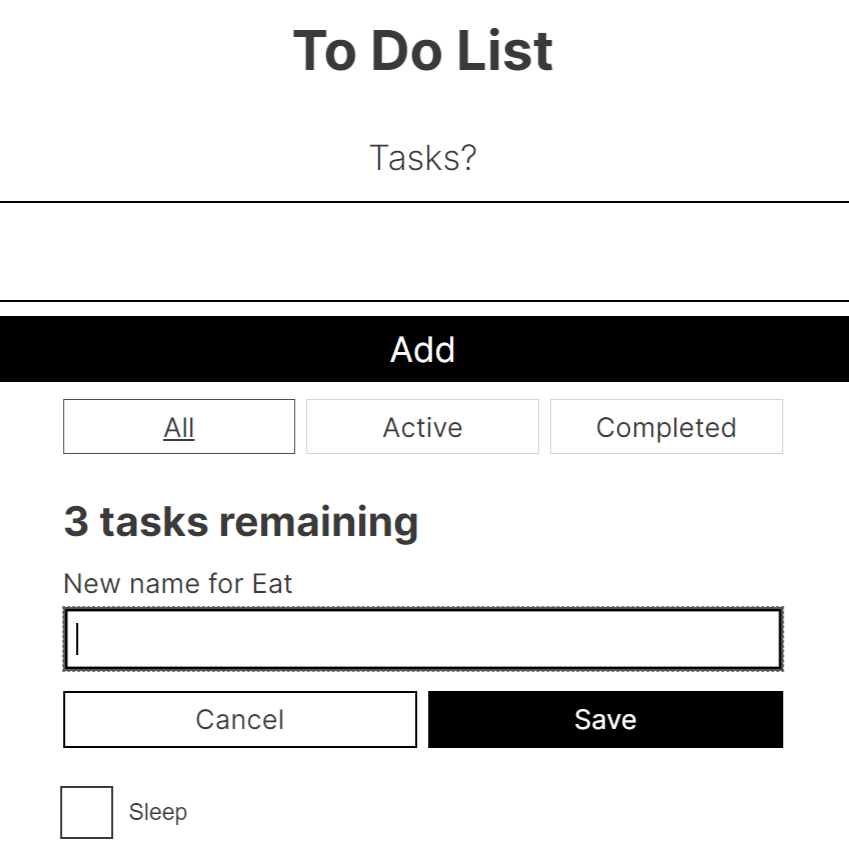 To Do List
Tasks?
Add
All Active Completed
3 tasks remaining
New name for Eat
Cancel Save
Sleep